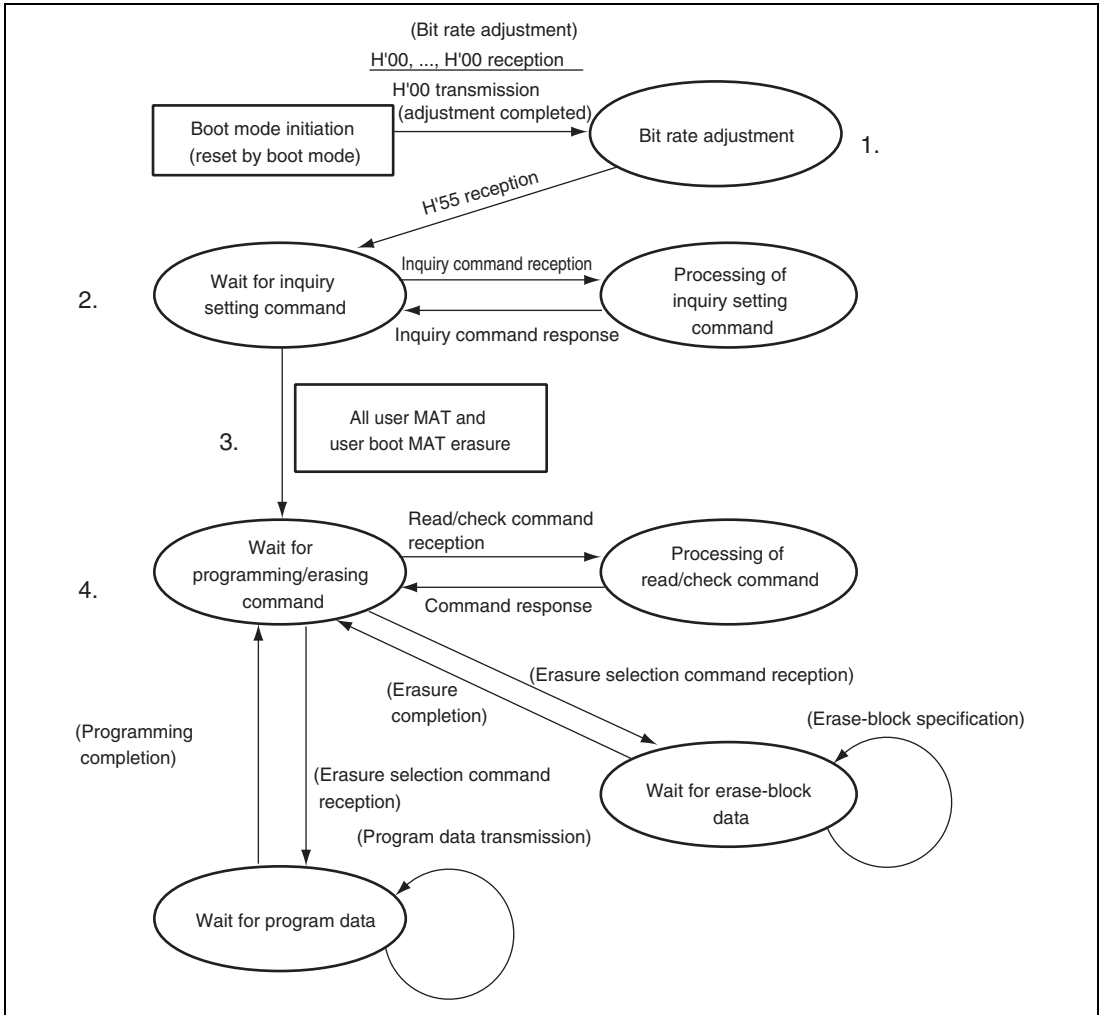 (Bit rate adjustment)
H'00, ..., H'00 reception
H'00 transmission
(adjustment completed)
Boot mode initiation
(reset by boot mode)
Bit rate adjustment
1.
H'55 reception
2.
Wait for inquiry
setting command
Inquiry command reception
Inquiry command response
Processing of
inquiry setting
command
3.
All user MAT and
user boot MAT erasure
4.
Wait for
programming/erasing
command
Read/check command
reception
Command response
Processing of
read/check command
(Erasure selection command reception)
(Erasure
completion)
(Erase-block specification)
(Programming
completion)
Wait for erase-block
data
(Erasure selection command
reception)
(Program data transmission)
Wait for program data